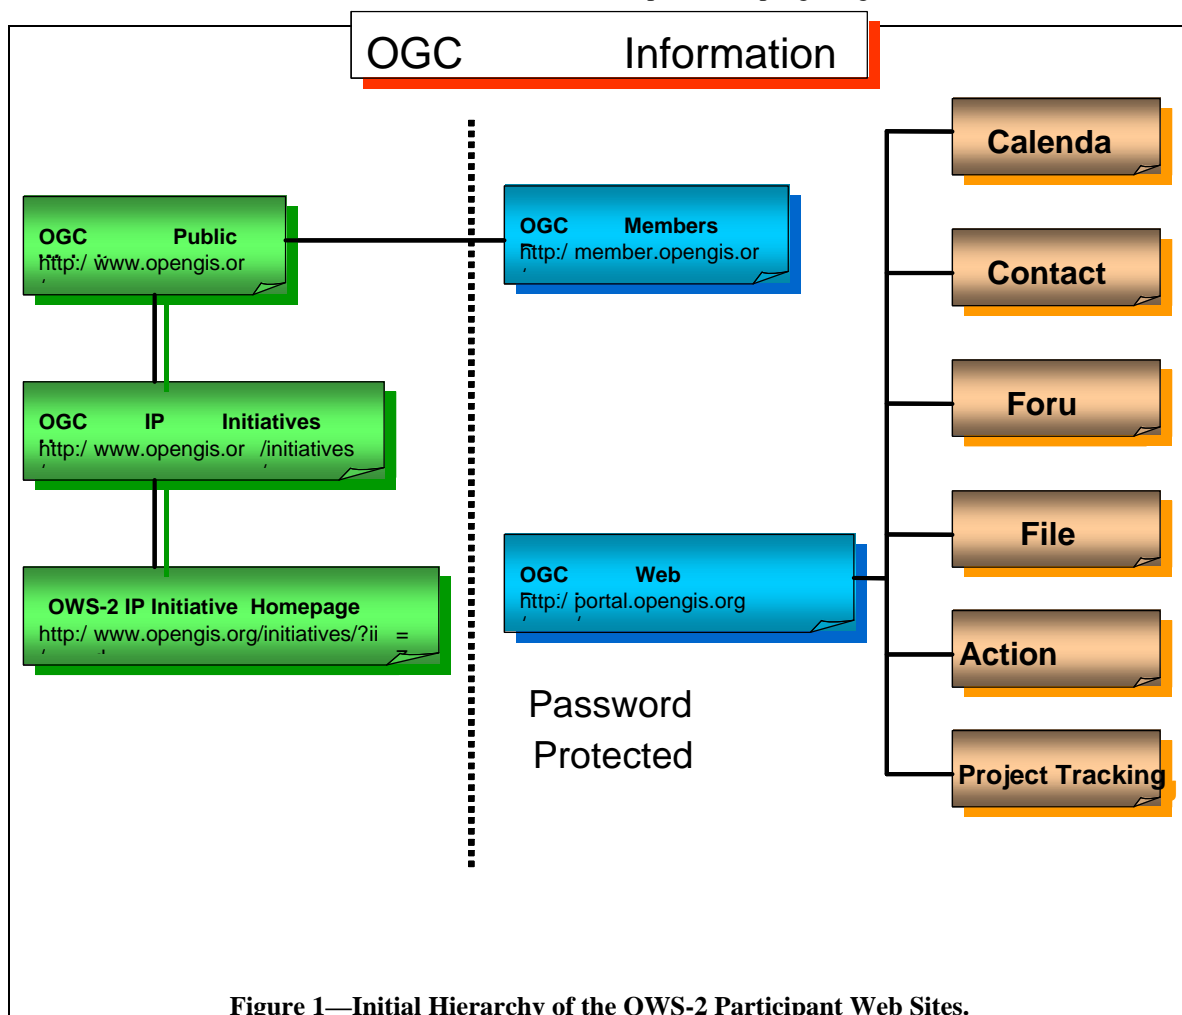 OGC Information
OGC Public
http:/ www.opengis.or
OGC IP Initiatives
http:/ www.opengis.or /initiatives
OWS-2 IP Initiative Homepage
http:/ www.opengis.org/initiatives/?ii =
OGC Members
http:/ member.opengis.or
OGC Web
http:/ portal.opengis.org
Password
Protected
Calenda
Contact
Foru
File
Action
Project Tracking
Figure 1—Initial Hierarchy of the OWS-2 Participant Web Sites.